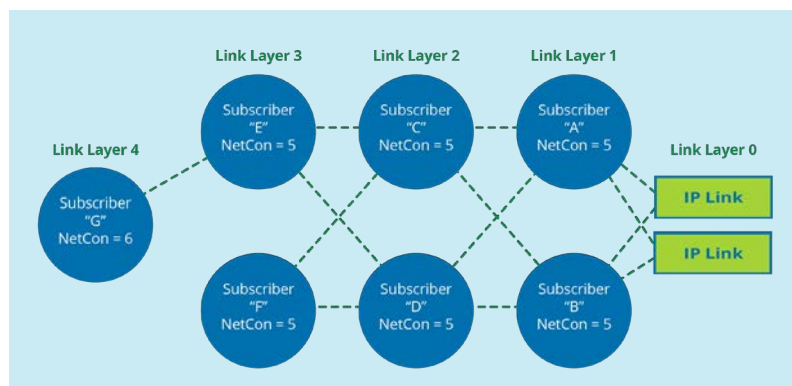 Link Layer 3
Link Layer 2
Link Layer 1
Subscriber
"E"
NetCon = 5
Subscriber
"C"
NetCon = 5
Subscriber
"A"
NetCon = 5
Link Layer 4
Link Layer 0
Subscriber
"G"
NetCon = 6
IP Link
IP Link
Subscriber
"F"
NetCon = 5
Subscriber
"D"
NetCon = 5
Subscriber
"B"
NetCon = 5